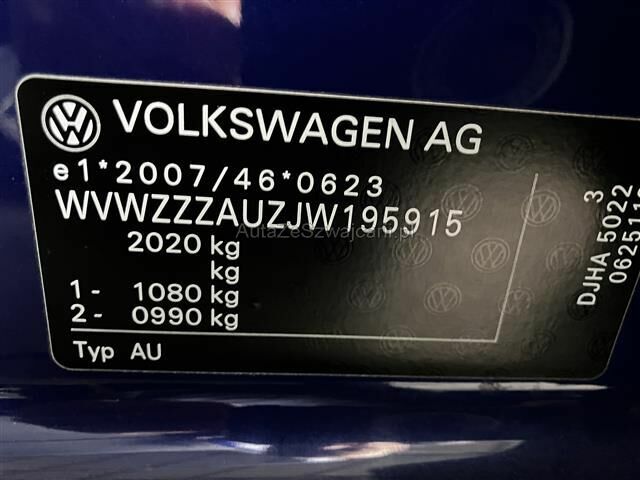 VOLKSWAGEN AG
e1*2007/46*0623
WVWZZZAUZJW195915
AutaZeSzwajcarii.pl
2020 kg
kg
1- 1080 kg
2- 0990 kg
Typ AU
3
DJHA 5022